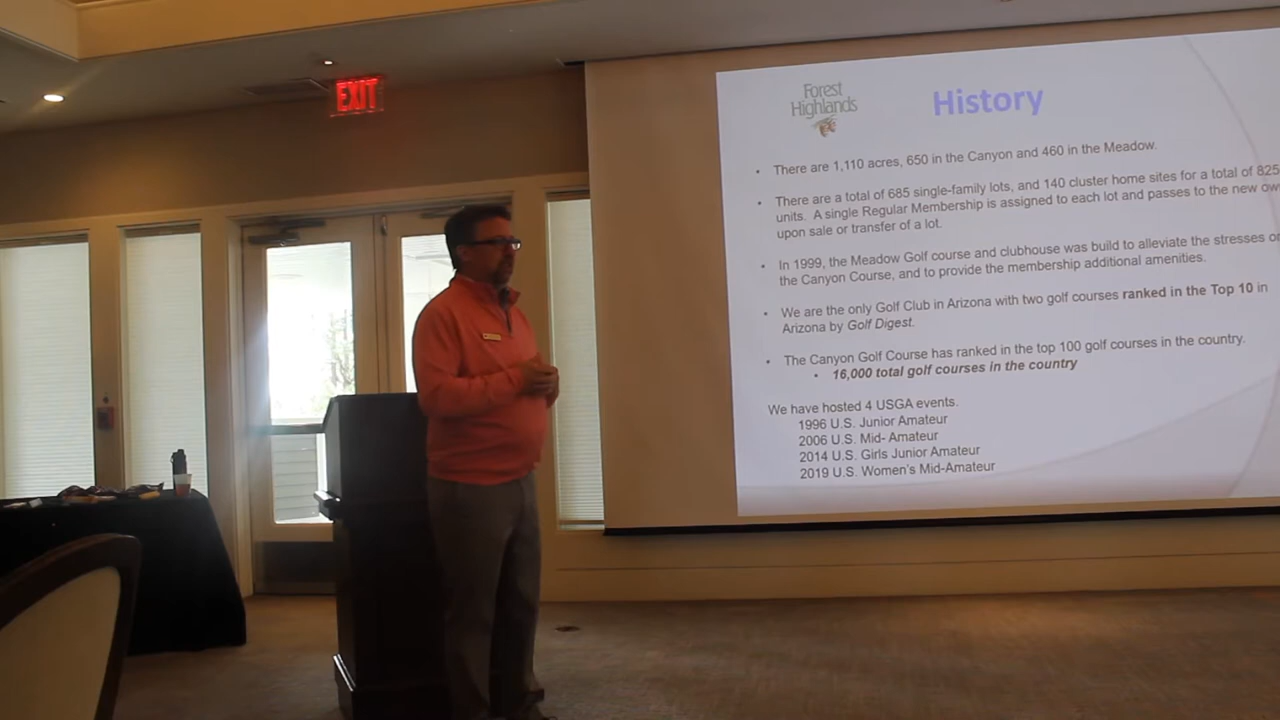 EXIT
Forest
Highlands
History
• There are 1,110 acres, 650 in the Canyon and 460 in the Meadow.
• There are a total of 685 single-family lots, and 140 cluster home sites for a total of 825
units. A single Regular Membership is assigned to each lot and passes to the new
upon sale or transfer of a lot.
• In 1999, the Meadow Golf course and clubhouse was build to alleviate the stresses
the Canyon Course, and to provide the membership additional amenities.
• We are the only Golf Club in Arizona with two golf courses ranked in the Top 10 in
Arizona by Golf Digest.
• The Canyon Golf Course has ranked in the top 100 golf courses in the country.
• 16,000 total golf courses in the country
We have hosted 4 USGA events.
1996 U.S. Junior Amateur
2006 U.S. Mid- Amateur
2014 U.S. Girls Junior Amateur
2019 U.S. Women's Mid-Amateur